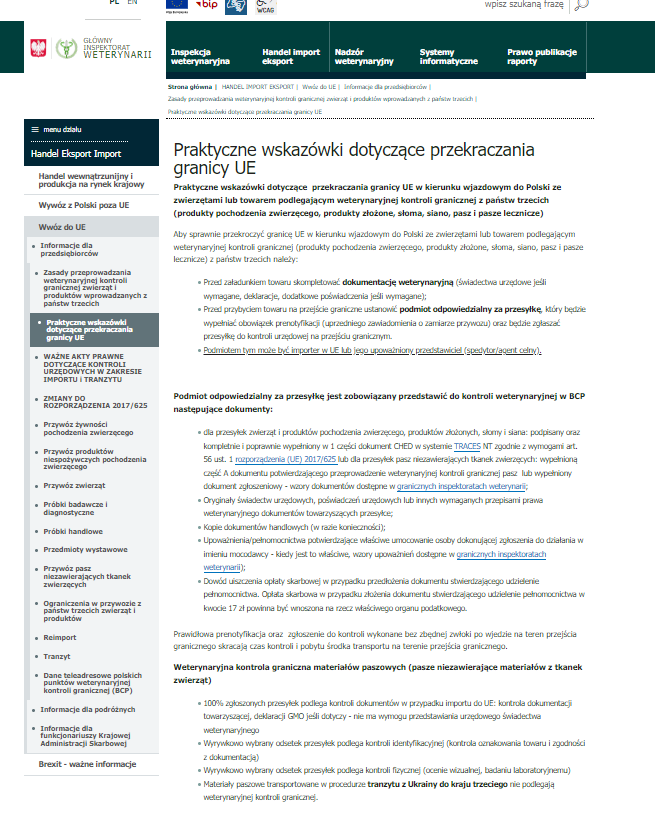 PL EN
bip
WCAG
wpisz szukaną frazę
GŁÓWNY
INSPEKTORAT
WETERYNARII
Inspekcja
weterynaryjna
Handel import
eksport
Nadzór
weterynaryjny
Systemy
informatyczne
Prawo publikacje
raporty
Strona główna | HANDEL IMPORT EKSPORT | Wwóz do UE | Informacje dla przedsiębiorców |
Zasady przeprowadzania weterynaryjnej kontroli granicznej zwierząt i produktów wprowadzanych z państw trzecich |
Praktyczne wskazówki dotyczące przekraczania granicy UE
menu działu
Handel Eksport Import
Handel wewnątrzunijny i
produkcja na rynek krajowy
Wywóz z Polski poza UE
Wwóz do UE
Informacje dla
przedsiębiorców
Zasady przeprowadzania
weterynaryjnej kontroli
granicznej zwierząt i
produktów wprowadzanych z
państw trzecich
Praktyczne wskazówki
dotyczące przekraczania
granicy UE
WAŻNE AKTY PRAWNE
DOTYCZĄCE KONTROLI
URZĘDOWYCH W ZAKRESIE
IMPORTU i TRANZYTU
ZMIANY DO
ROZPORZĄDZENIA 2017/625
Przywóz żywności
pochodzenia zwierzęcego
Przywóz produktów
niespożywczych pochodzenia
zwierzęcego
Przywóz zwierząt
Próbki badawcze i
diagnostyczne
Próbki handlowe
Przedmioty wystawowe
Przywóz pasz
niezawierających tkanek
zwierzęcych
Ograniczenia w przywozie z
państw trzecich zwierząt i
produktów
Reimport
Tranzyt
Dane teleadresowe polskich
punktów weterynaryjnej
kontroli granicznej (BCP)
Informacje dla podróżnych
Informacje dla
funkcjonariuszy Krajowej
Administracji Skarbowej
Brexit - ważne informacje
Praktyczne wskazówki dotyczące przekraczania
granicy UE
Praktyczne wskazówki dotyczące przekraczania granicy UE w kierunku wjazdowym do Polski ze
zwierzętami lub towarem podlegającym weterynaryjnej kontroli granicznej z państw trzecich
(produkty pochodzenia zwierzęcego, produkty złożone, słoma, siano, pasz i pasze lecznicze)
Aby sprawnie przekroczyć granicę UE w kierunku wjazdowym do Polski ze zwierzętami lub towarem podlegającym
weterynaryjnej kontroli granicznej (produkty pochodzenia zwierzęcego, produkty złożone, słoma, siano, pasz i pasze
lecznicze) z państw trzecich należy:
Przed załadunkiem towaru skompletować dokumentację weterynaryjną (świadectwa urzędowe jeśli
wymagane, deklaracje, dodatkowe poświadczenia jeśli wymagane);
Przed przybyciem towaru na przejście graniczne ustanowić podmiot odpowiedzialny za przesyłkę, który będzie
wypełniać obowiązek prenotyfikacji (uprzedniego zawiadomienia o zamiarze przywozu) oraz będzie zgłaszać
przesyłkę do kontroli urzędowej na przejściu granicznym.
Podmiotem tym może być importer w UE lub jego upoważniony przedstawiciel (spedytor/agent celny).
Podmiot odpowiedzialny za przesyłkę jest zobowiązany przedstawić do kontroli weterynaryjnej w BCP
następujące dokumenty:
dla przesyłek zwierząt i produktów pochodzenia zwierzęcego, produktów złożonych, słomy i siana: podpisany oraz
kompletnie i poprawnie wypełniony w 1 części dokument CHED w systemie TRACES NT zgodnie z wymogami art.
56 ust. 1 rozporządzenia (UE) 2017/625 lub dla przesyłek pasz niezawierających tkanek zwierzęcych: wypełnioną
część A dokumentu potwierdzającego przeprowadzenie weterynaryjnej kontroli granicznej pasz lub wypełniony
dokument zgłoszeniowy - wzory dokumentów dostępne w granicznych inspektoratach weterynarii;
Oryginały świadectw urzędowych, poświadczeń urzędowych lub innych wymaganych przepisami prawa
weterynaryjnego dokumentów towarzyszących przesyłce;
Kopie dokumentów handlowych (w razie konieczności);
Upoważnienia/pełnomocnictwa potwierdzające właściwe umocowanie osoby dokonującej zgłoszenia do działania w
imieniu mocodawcy - kiedy jest to właściwe, wzory upoważnień dostępne w granicznych inspektoratach
weterynarii);
Dowód uiszczenia opłaty skarbowej w przypadku przedłożenia dokumentu stwierdzającego udzielenie
pełnomocnictwa. Opłata skarbowa w przypadku złożenia dokumentu stwierdzającego udzielenie pełnomocnictwa w
kwocie 17 zł powinna być wnoszona na rzecz właściwego organu podatkowego.
Prawidłowa prenotyfikacja oraz zgłoszenie do kontroli wykonane bez zbędnej zwłoki po wjeździe na teren przejścia
granicznego skracają czas kontroli i pobytu środka transportu na terenie przejścia granicznego.
Weterynaryjna kontrola graniczna materiałów paszowych (pasze niezawierające materiałów z tkanek
zwierząt)
100% zgłoszonych przesyłek podlega kontroli dokumentów w przypadku importu do UE: kontrola dokumentacji
towarzyszącej, deklaracji GMO jeśli dotyczy - nie ma wymogu przedstawiania urzędowego świadectwa
weterynaryjnego
Wyrywkowo wybrany odsetek przesyłek podlega kontroli identyfikacyjnej (kontrola oznakowania towaru i zgodności
z dokumentacją)
Wyrywkowo wybrany odsetek przesyłek podlega kontroli fizycznej (ocenie wizualnej, badaniu laboratoryjnemu)
Materiały paszowe transportowane w procedurze tranzytu z Ukrainy do kraju trzeciego nie podlegają
weterynaryjnej kontroli granicznej.